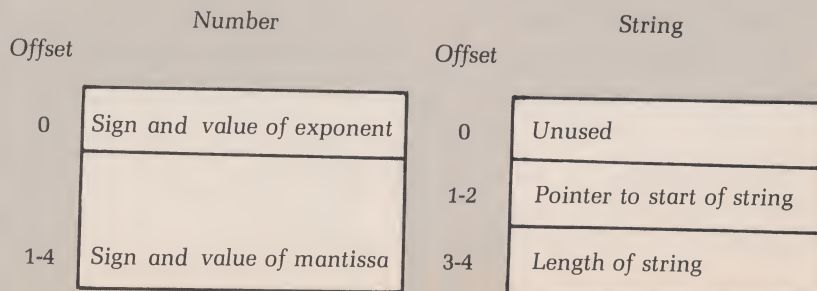 Number
Offset
0 Sign and value of exponent
1-4 Sign and value of mantissa
String
Offset
0 Unused
1-2 Pointer to start of string
3-4 Length of string